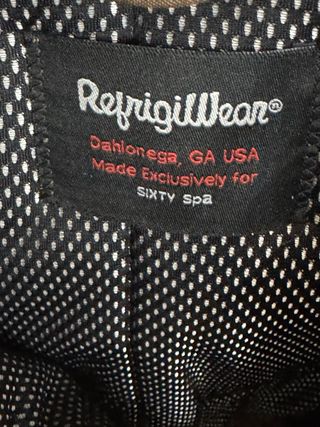 RefrigiWear®
Dahlonega, GA USA
Made Exclusively for
SIXTY spa